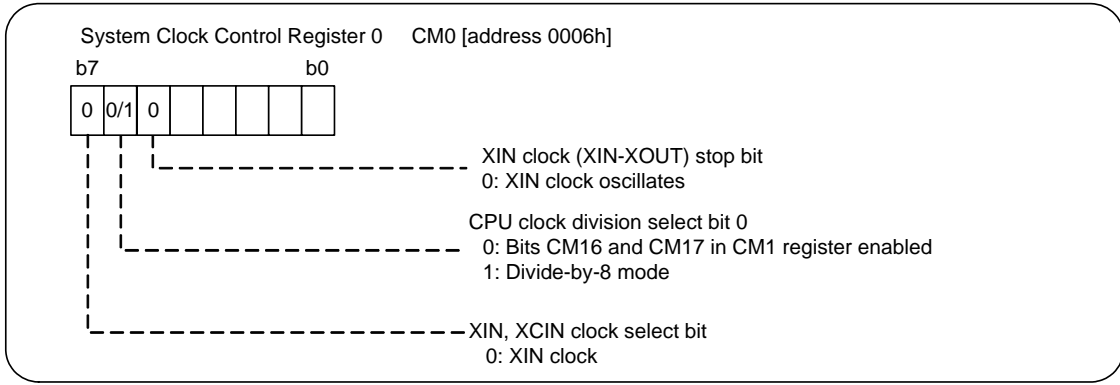 System Clock Control Register 0 CM0 [address 0006h]
b7 b0
0 0/1 0
XIN clock (XIN-XOUT) stop bit
0: XIN clock oscillates
CPU clock division select bit 0
0: Bits CM16 and CM17 in CM1 register enabled
1: Divide-by-8 mode
XIN, XCIN clock select bit
0: XIN clock